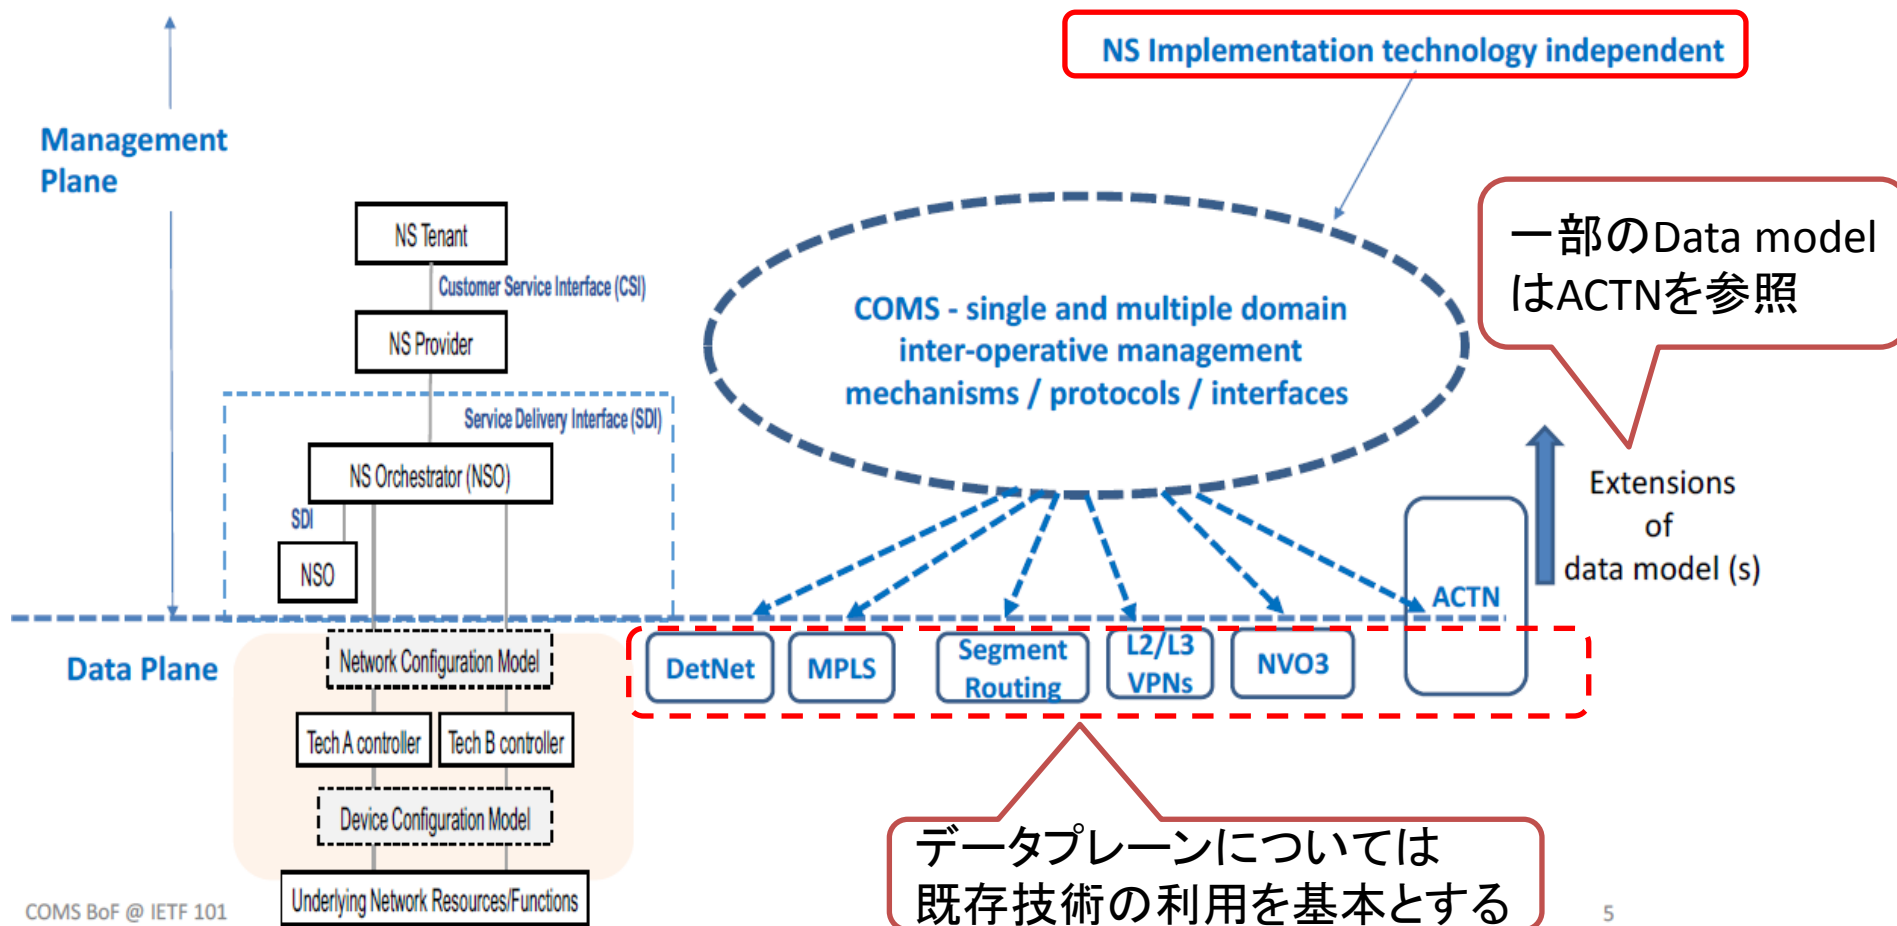 NS Implementation technology independent
Management
Plane
NS Tenant
Customer Service Interface (CSI)
NS Provider
Service Delivery Interface (SDI)
NS Orchestrator (NSO)
SDI
NSO
COMS - single and multiple domain
inter-operative management
mechanisms / protocols / interfaces
一部のData model
はACTNを参照
Extensions
of
data model (s)
ACTN
Data Plane
Network Configuration Model
Tech A controller
Tech B controller
Device Configuration Model
Underlying Network Resources/Functions
DetNet
MPLS
Segment
Routing
L2/L3
VPNs
NVO3
データプレーンについては
既存技術の利用を基本とする
COMS BoF @ IETF 101
5